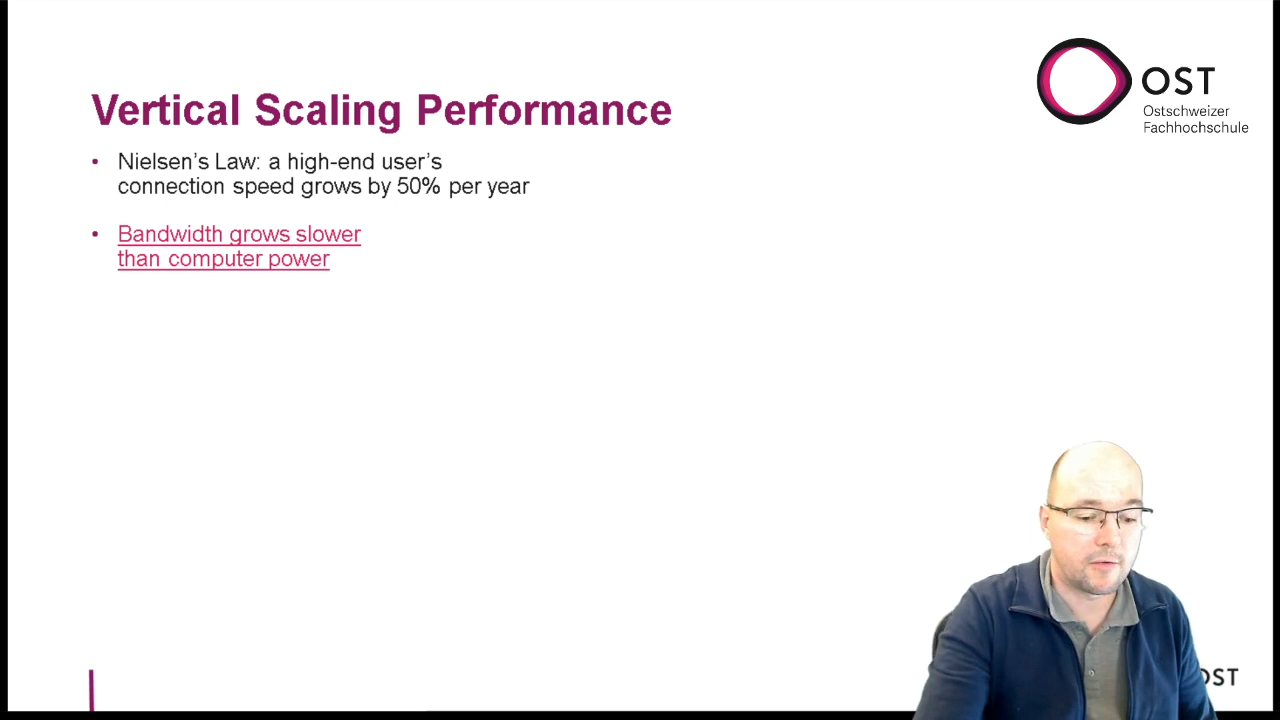 OST
Ostschweizer
Fachhochschule
Vertical Scaling Performance
• Nielsen’s Law: a high-end user’s
connection speed grows by 50% per year
• Bandwidth grows slower
than computer power
OST